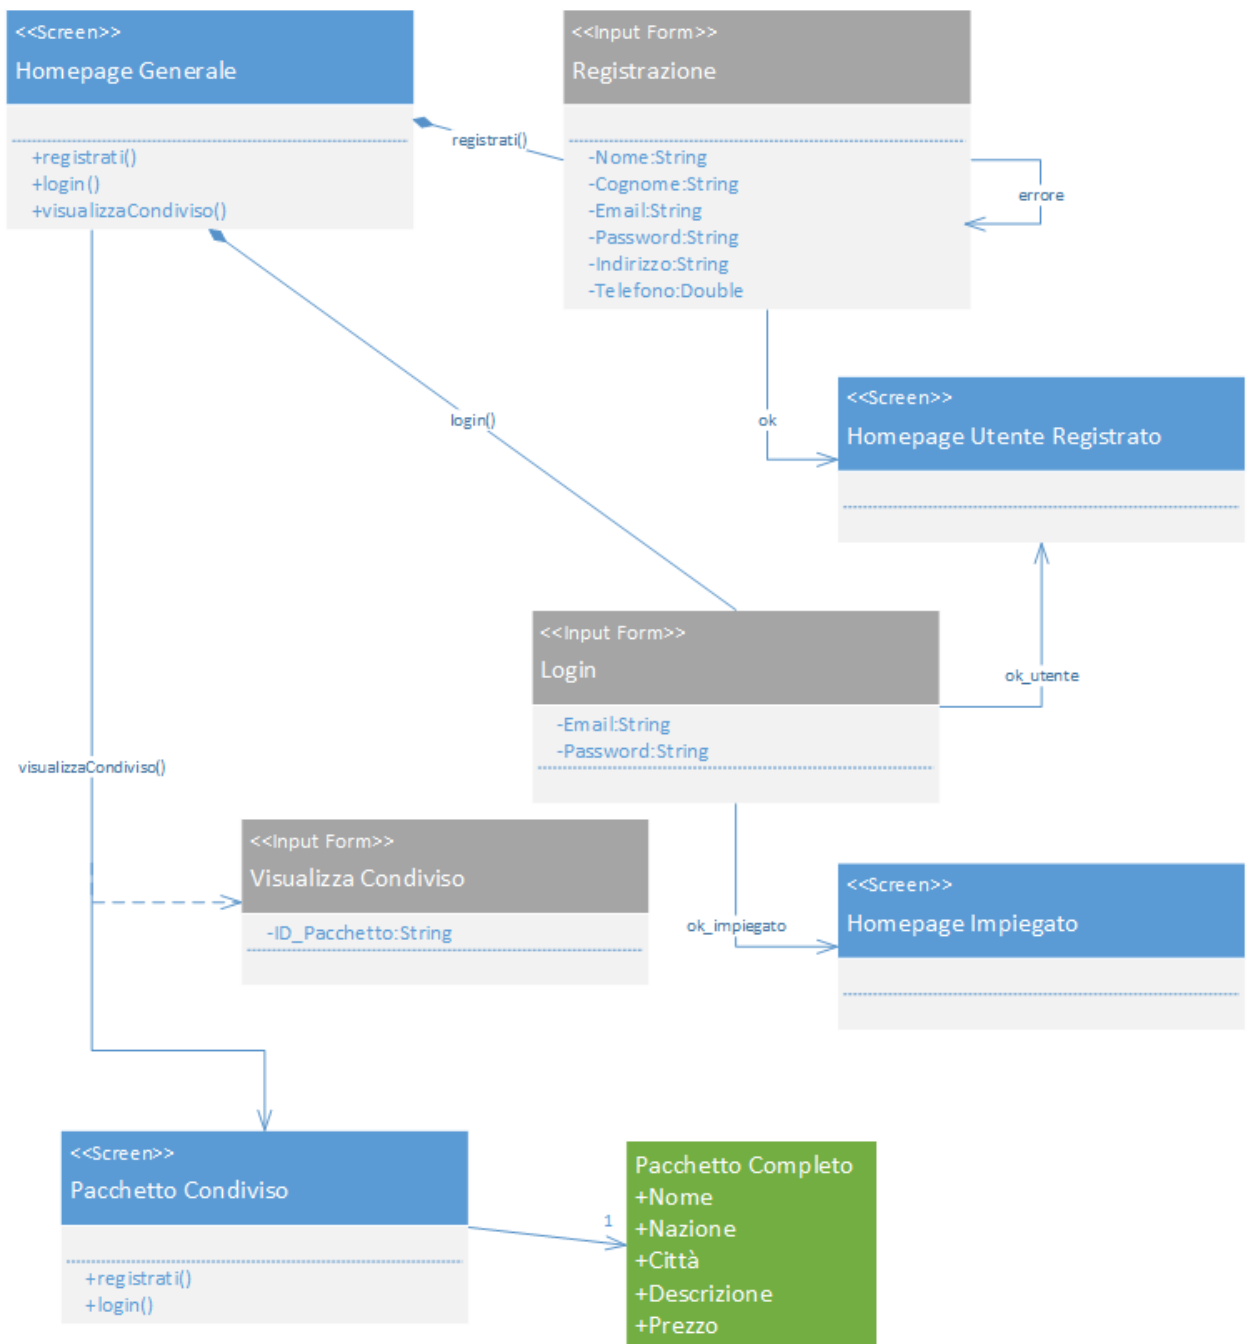 <<Screen>>
Homepage Generale
+registrati()
+login()
+visualizzaCondiviso()
registrati()
<<Input Form>>
Registrazione
-Nome:String
-Cognome:String
-Email:String
-Password:String
-Indirizzo:String
-Telefono:Double
errore
ok
<<Screen>>
Homepage Utente Registrato
login()
<<Input Form>>
Login
-Email:String
-Password:String
ok_utente
visualizzaCondiviso()
<<Input Form>>
Visualizza Condiviso
-ID_Pacchetto:String
ok_impiegato
<<Screen>>
Homepage Impiegato
<<Screen>>
Pacchetto Condiviso
+registrati()
+login()
1
Pacchetto Completo
+Nome
+Nazione
+Città
+Descrizione
+Prezzo